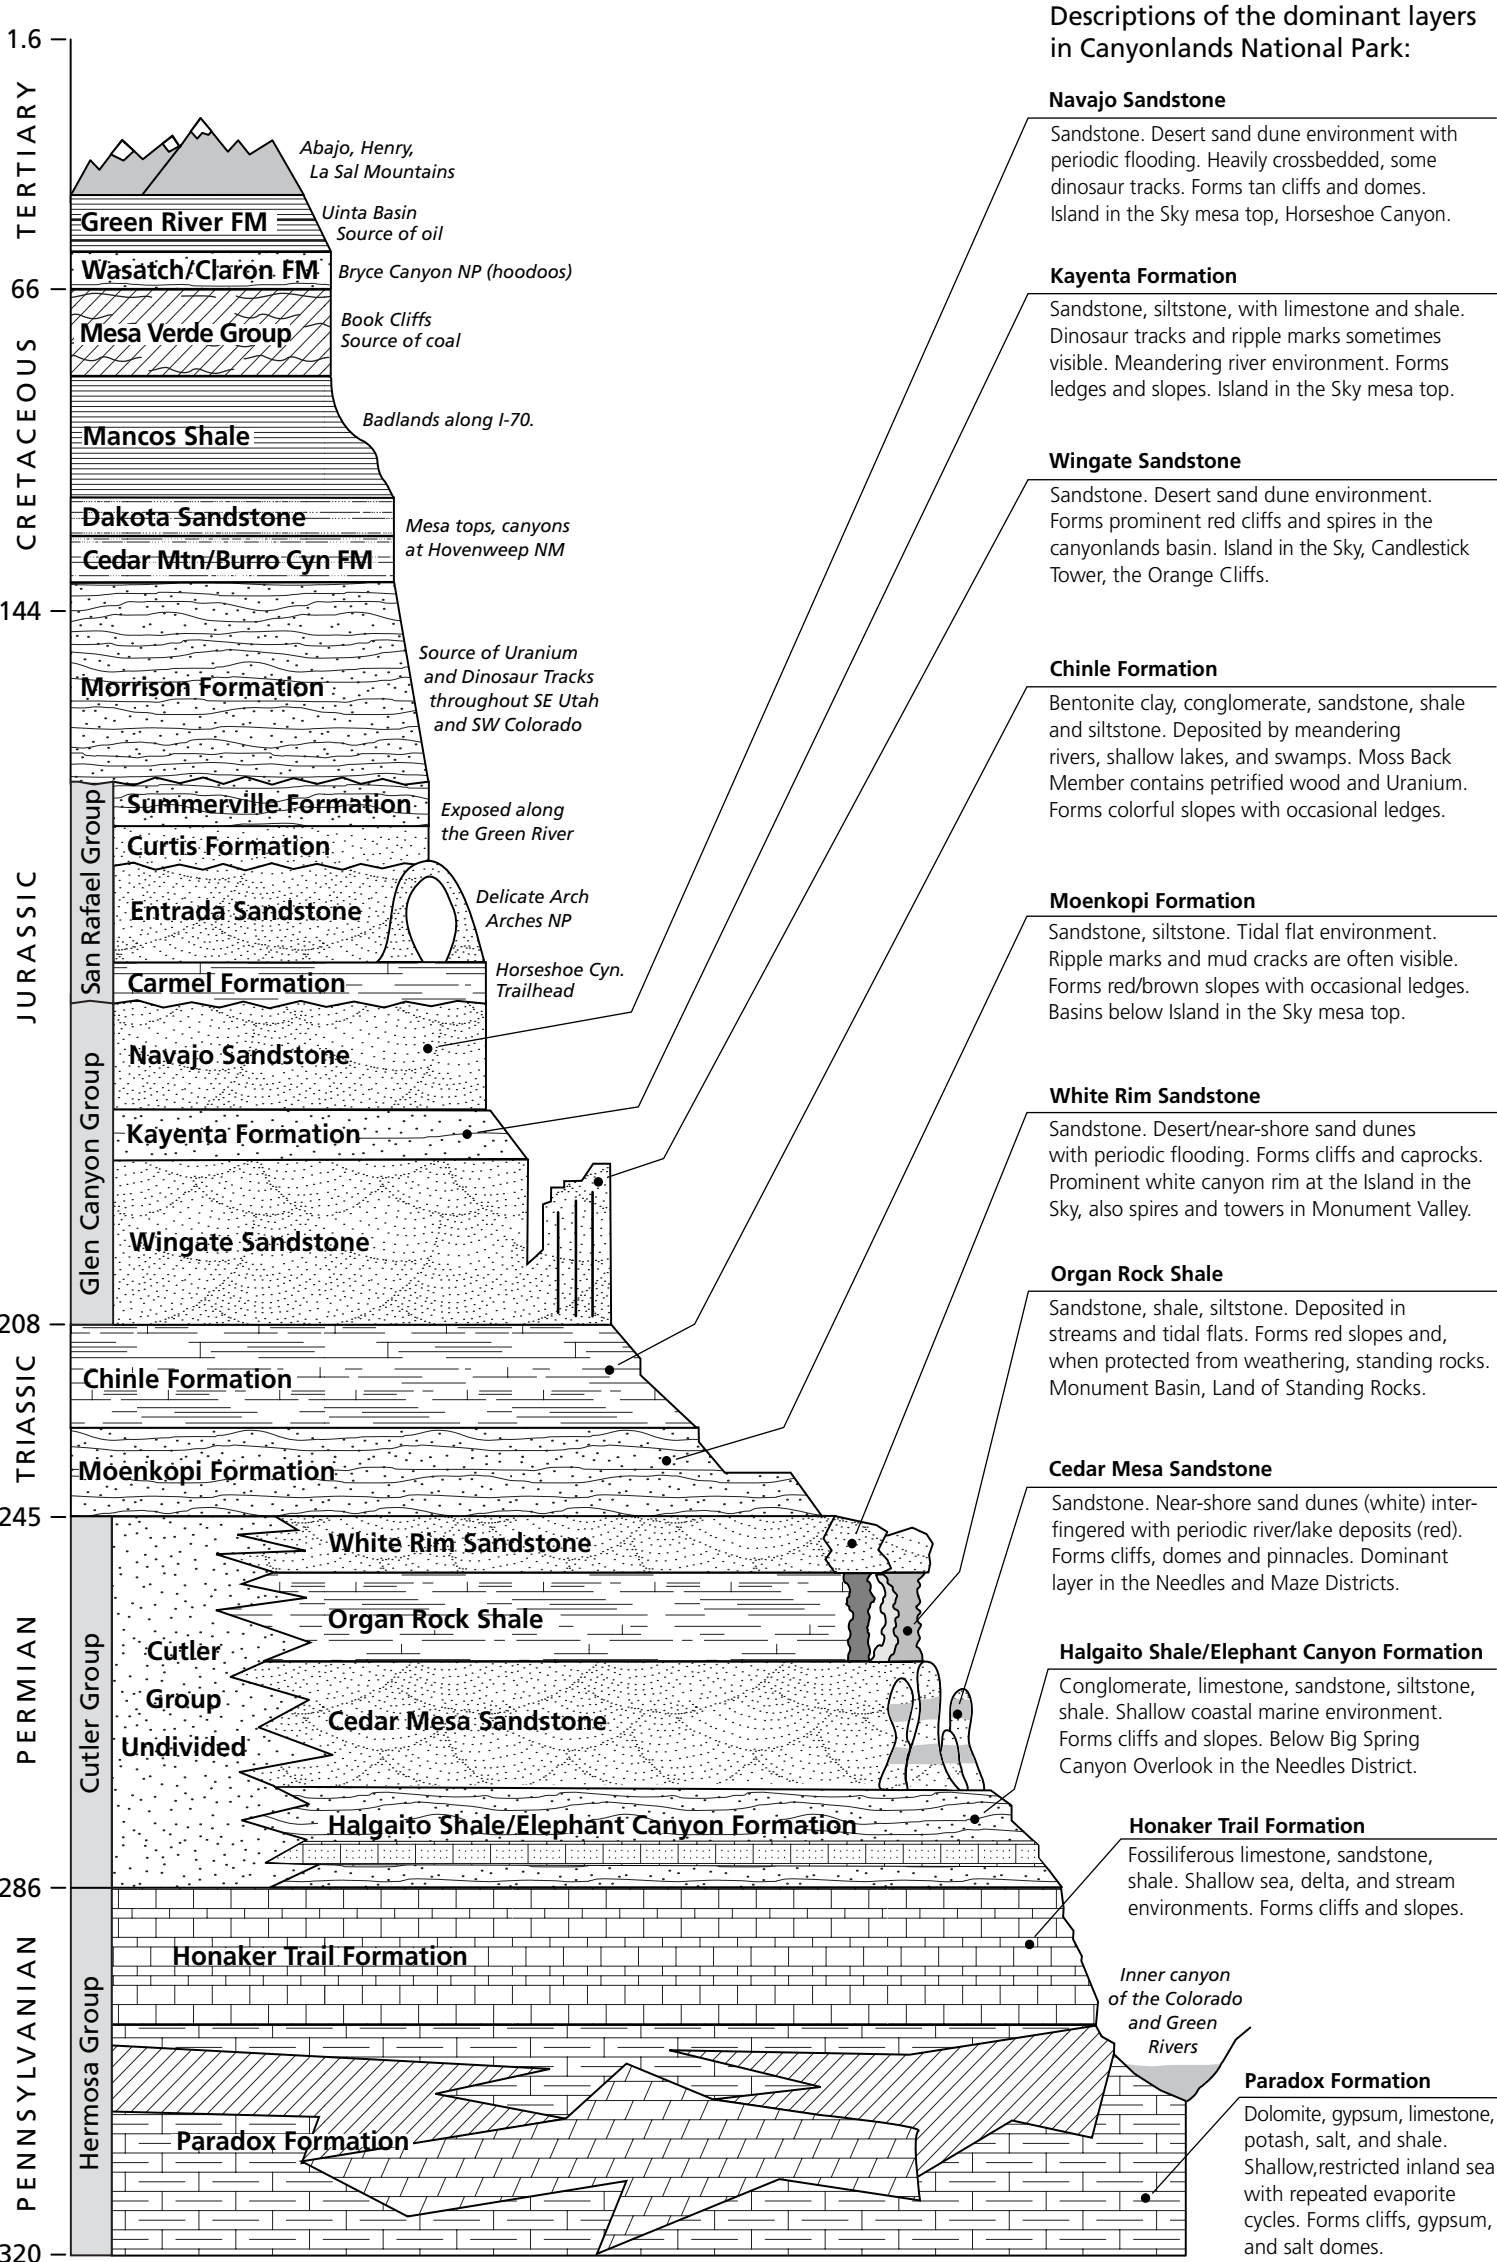 Descriptions of the dominant layers
in Canyonlands National Park:
1.6
TERTIARY
Abajo, Henry,
La Sal Mountains
Green River FM
Uinta Basin
Source of oil
Wasatch/Claron FM
Bryce Canyon NP (hoodoos)
66
CRETACEOUS
Mesa Verde Group
Book Cliffs
Source of coal
Mancos Shale
Badlands along I-70.
Dakota Sandstone
Cedar Mtn/Burro Cyn FM
Mesa tops, canyons
at Hovenweep NM
144
JURASSIC
Morrison Formation
Source of Uranium
and Dinosaur Tracks
throughout SE Utah
and SW Colorado
San Rafael Group
Summerville Formation
Exposed along
the Green River
Curtis Formation
Entrada Sandstone
Delicate Arch
Arches NP
Carmel Formation
Horseshoe Cyn.
Trailhead
Glen Canyon Group
Navajo Sandstone
Kayenta Formation
Wingate Sandstone
208
TRIASSIC
Chinle Formation
Moenkopi Formation
245
PERMIAN
Cutler Group
Cutler
Group
Undivided
White Rim Sandstone
Organ Rock Shale
Cedar Mesa Sandstone
Halgaito Shale/Elephant Canyon Formation
286
PENNSYLVANIAN
Hermosa Group
Honaker Trail Formation
Inner canyon
of the Colorado
and Green
Rivers
Paradox Formation
320
Navajo Sandstone
Sandstone. Desert sand dune environment with
periodic flooding. Heavily crossbedded, some
dinosaur tracks. Forms tan cliffs and domes.
Island in the Sky mesa top, Horseshoe Canyon.
Kayenta Formation
Sandstone, siltstone, with limestone and shale.
Dinosaur tracks and ripple marks sometimes
visible. Meandering river environment. Forms
ledges and slopes. Island in the Sky mesa top.
Wingate Sandstone
Sandstone. Desert sand dune environment.
Forms prominent red cliffs and spires in the
canyonlands basin. Island in the Sky, Candlestick
Tower, the Orange Cliffs.
Chinle Formation
Bentonite clay, conglomerate, sandstone, shale
and siltstone. Deposited by meandering
rivers, shallow lakes, and swamps. Moss Back
Member contains petrified wood and Uranium.
Forms colorful slopes with occasional ledges.
Moenkopi Formation
Sandstone, siltstone. Tidal flat environment.
Ripple marks and mud cracks are often visible.
Forms red/brown slopes with occasional ledges.
Basins below Island in the Sky mesa top.
White Rim Sandstone
Sandstone. Desert/near-shore sand dunes
with periodic flooding. Forms cliffs and caprocks.
Prominent white canyon rim at the Island in the
Sky, also spires and towers in Monument Valley.
Organ Rock Shale
Sandstone, shale, siltstone. Deposited in
streams and tidal flats. Forms red slopes and,
when protected from weathering, standing rocks.
Monument Basin, Land of Standing Rocks.
Cedar Mesa Sandstone
Sandstone. Near-shore sand dunes (white) inter-
fingered with periodic river/lake deposits (red).
Forms cliffs, domes and pinnacles. Dominant
layer in the Needles and Maze Districts.
Halgaito Shale/Elephant Canyon Formation
Conglomerate, limestone, sandstone, siltstone,
shale. Shallow coastal marine environment.
Forms cliffs and slopes. Below Big Spring
Canyon Overlook in the Needles District.
Honaker Trail Formation
Fossiliferous limestone, sandstone,
shale. Shallow sea, delta, and stream
environments. Forms cliffs and slopes.
Paradox Formation
Dolomite, gypsum, limestone,
potash, salt, and shale.
Shallow,restricted inland sea
with repeated evaporite
cycles. Forms cliffs, gypsum,
and salt domes.